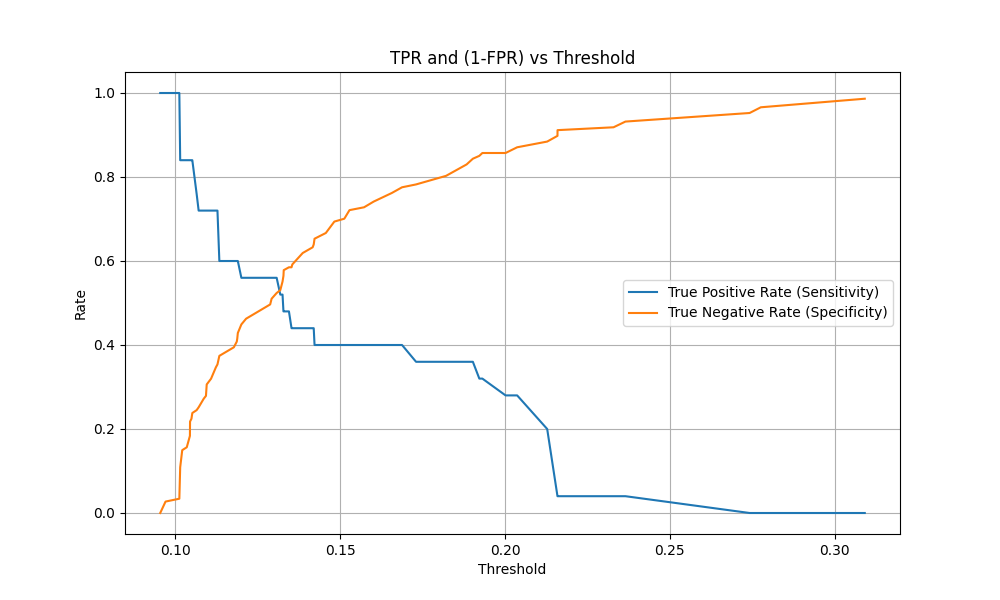 TPR and (1-FPR) vs Threshold
1.0
0.8
0.6
0.4
0.2
0.0
Rate
True Positive Rate (Sensitivity)
True Negative Rate (Specificity)
0.10 0.15 0.20 0.25 0.30
Threshold